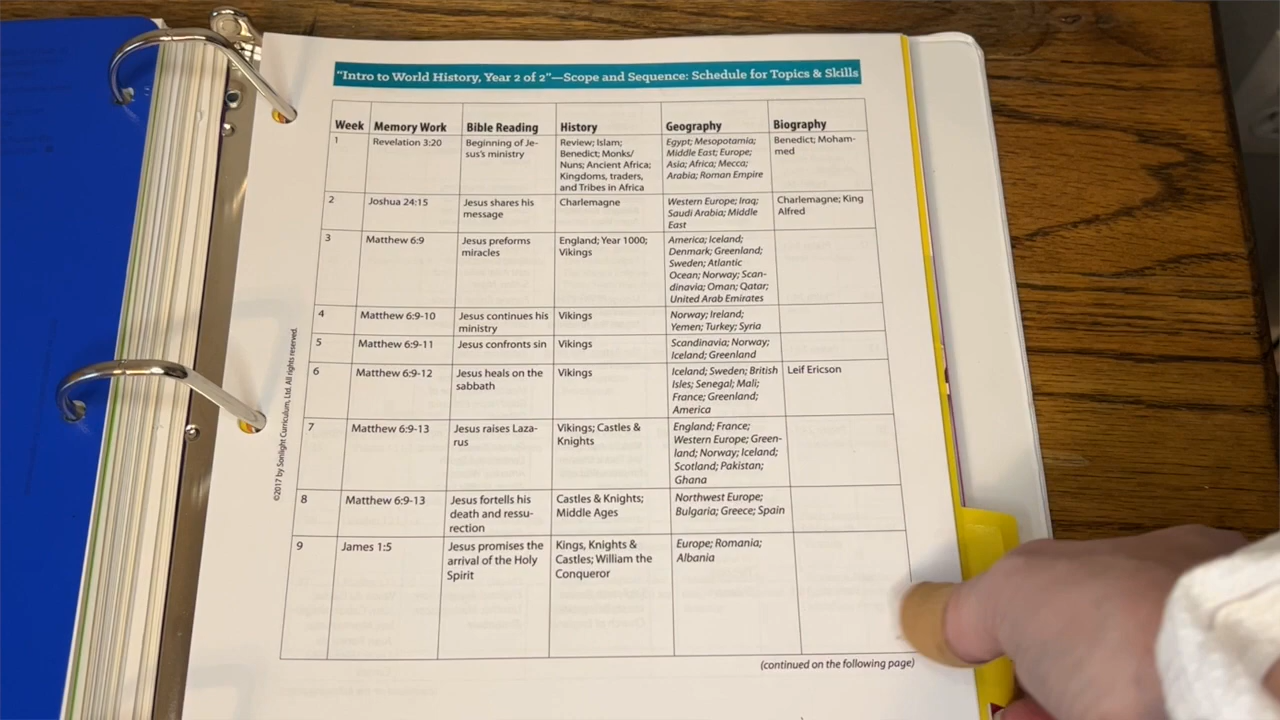 "Intro to World History, Year 2 of 2"—Scope and Sequence: Schedule for Topics & Skills
Week Memory Work Bible Reading History Geography Biography
1 Revelation 3:20 Beginning of Je- Review; Islam; Egypt; Mesopotamia; Benedict; Moham-
sus's ministry Benedict; Monks/ Middle East; Europe; med
Nuns; Ancient Africa; Asia; Africa; Mecca;
Kingdoms, traders, Arabia; Roman Empire
and Tribes in Africa
2 Joshua 24:15 Jesus shares his Charlemagne Western Europe; Iraq; Charlemagne; King
message Saudi Arabia; Middle Alfred
East
3 Matthew 6:9 Jesus preforms England; Year 1000; America; Iceland;
miracles Vikings Denmark; Greenland;
Sweden; Atlantic
Ocean; Norway; Scan-
dinavia; Oman; Qatar;
United Arab Emirates
4 Matthew 6:9-10 Jesus continues his Vikings Norway; Ireland;
ministry Yemen; Turkey; Syria
5 Matthew 6:9-11 Jesus confronts sin Vikings Scandinavia; Norway;
Iceland; Greenland
6 Matthew 6:9-12 Jesus heals on the Vikings Iceland; Sweden; British Leif Ericson
sabbath Isles; Senegal; Mali;
France; Greenland;
America
7 Matthew 6:9-13 Jesus raises Laza- Vikings; Castles & England; France;
rus Knights Western Europe; Green-
land; Norway; Iceland;
Scotland; Pakistan;
Ghana
8 Matthew 6:9-13 Jesus fortells his Castles & Knights; Northwest Europe;
death and ressu- Middle Ages Bulgaria; Greece; Spain
rection
9 James 1:5 Jesus promises the Kings, Knights & Europe; Romania;
arrival of the Holy Castles; William the Albania
Spirit Conqueror
(continued on the following page)
©2017 by Sonlight Curriculum, Ltd. All rights reserved.